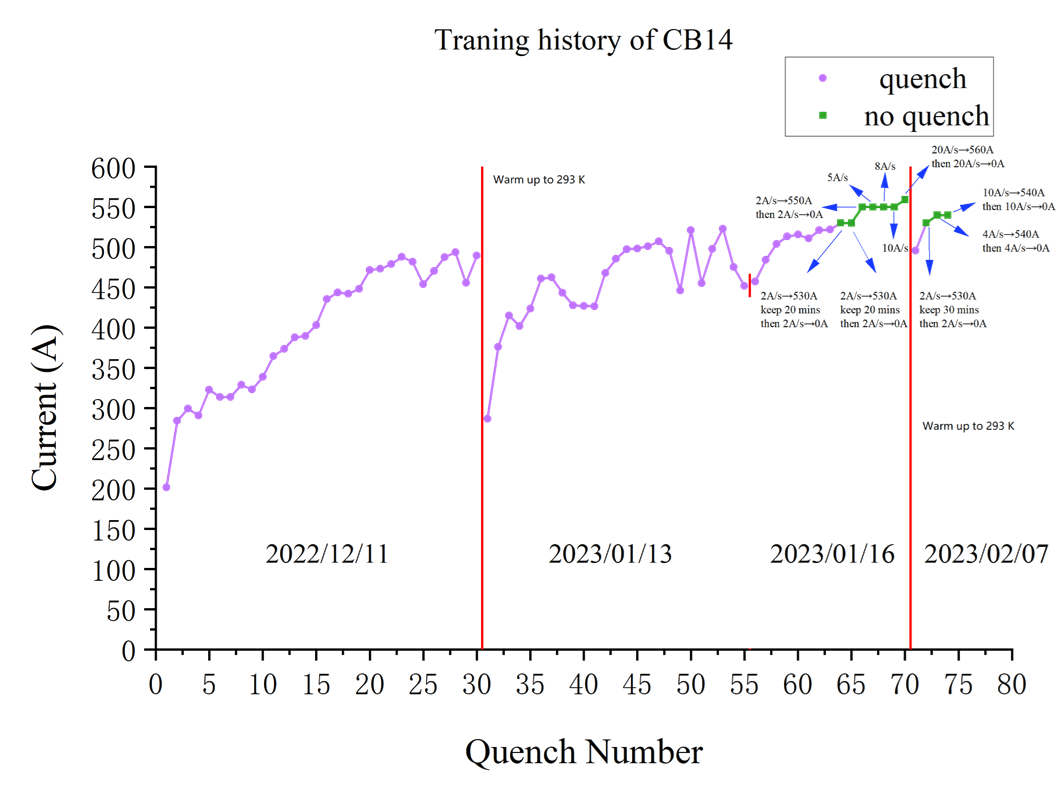 Traning history of CB14
quench
no quench
20A/s→560A
then 20A/s→0A
8A/s
5A/s
600
Warm up to 293 K
2A/s→550A
then 2A/s→0A
10A/s→540A
then 10A/s→0A
550
4A/s→540A
then 4A/s→0A
10A/s
500
2A/s→530A
keep 20 mins
then 2A/s→0A
2A/s→530A
keep 20 mins
then 2A/s→0A
2A/s→530A
keep 30 mins
then 2A/s→0A
450
400
350
300
250
200
150
100
50
0
Current (A)
Warm up to 293 K
2022/12/11
2023/01/13
2023/01/16
2023/02/07
0 5 10 15 20 25 30 35 40 45 50 55 60 65 70 75 80
Quench Number